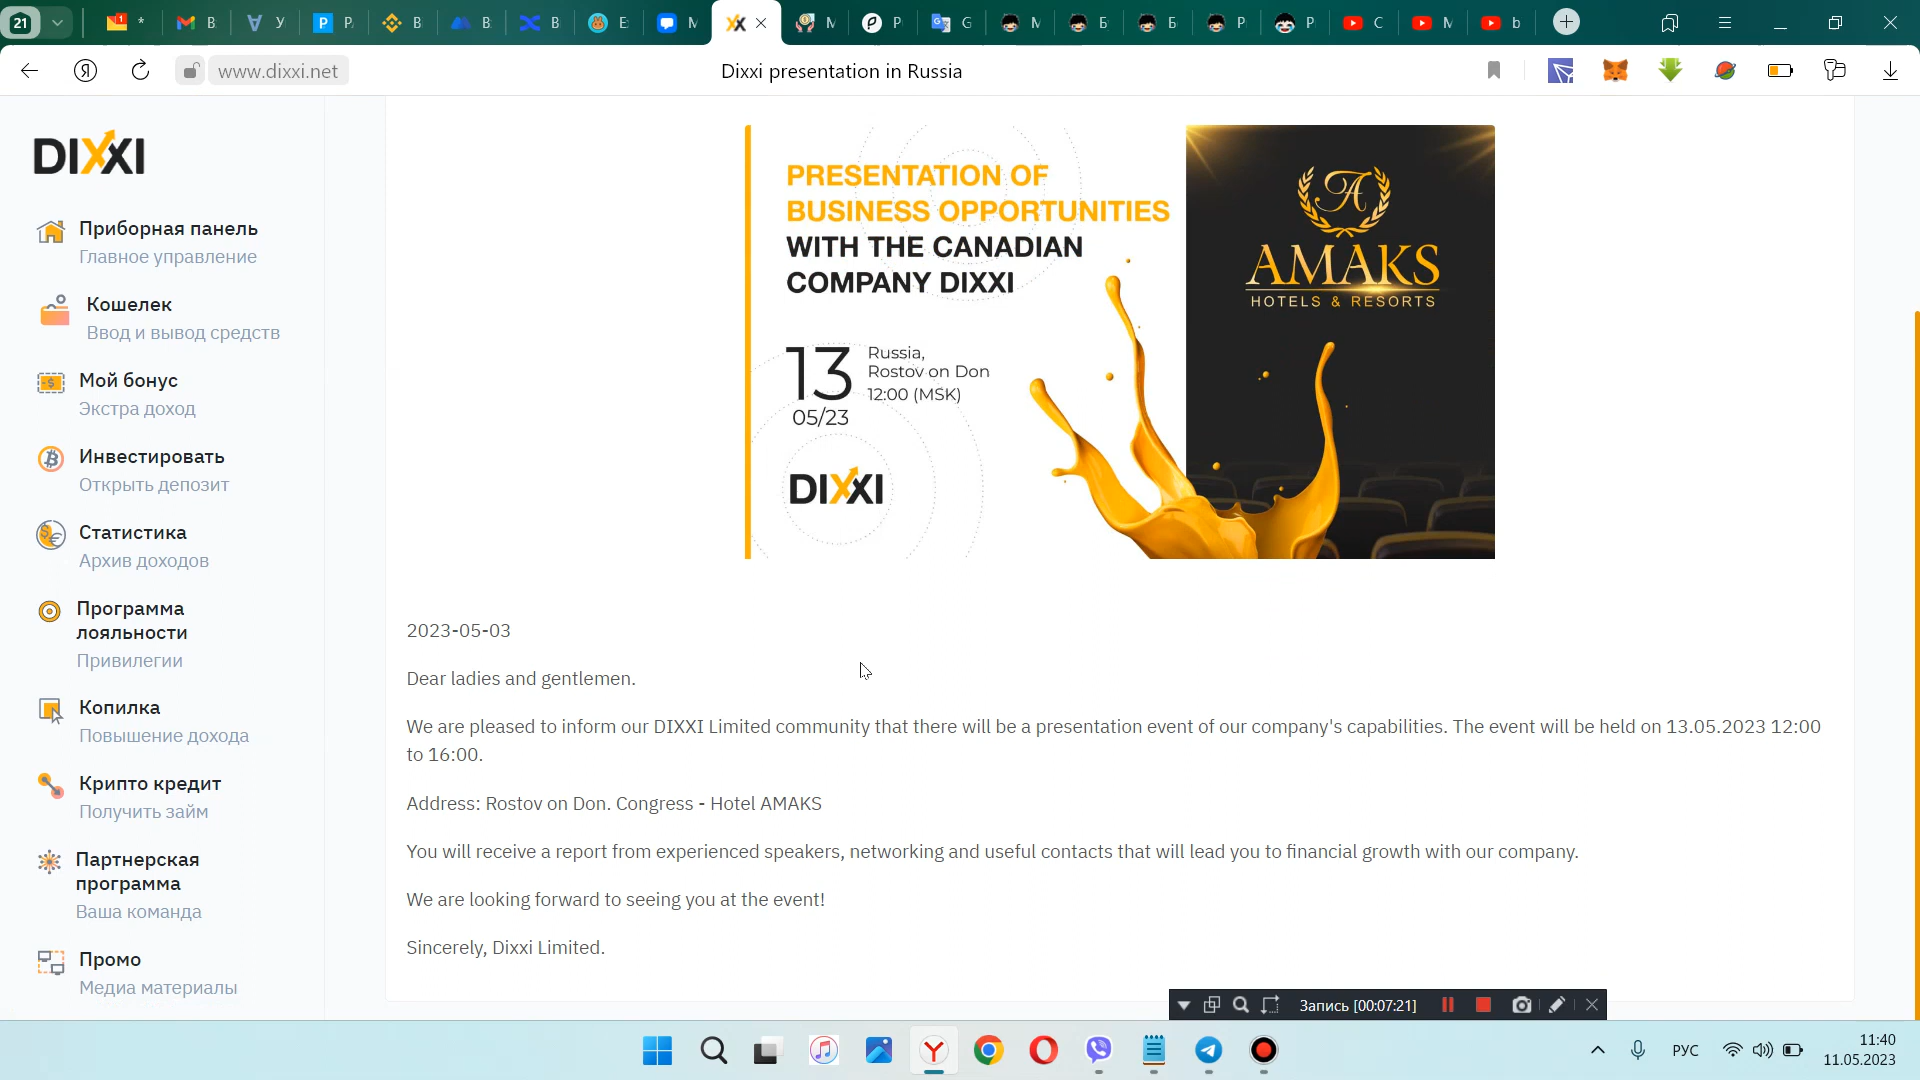 21
*
B
У
P
P
B
B
B
E
M
M
P
G
M
Б
Б
P
P
C
M
b
www.dixxi.net
Dixxi presentation in Russia
DIXXI
Приборная панель
Главное управление
Кошелек
Ввод и вывод средств
Мой бонус
Экстра доход
Инвестировать
Открыть депозит
Статистика
Архив доходов
Программа
лояльности
Привилегии
Копилка
Повышение дохода
Крипто кредит
Получить займ
Партнерская
программа
Ваша команда
Промо
Медиа материалы
PRESENTATION OF
BUSINESS OPPORTUNITIES
WITH THE CANADIAN
COMPANY DIXXI
13
05/23
Russia,
Rostov on Don
12:00 (MSK)
DIXXI
A
AMAKS
HOTELS & RESORTS
2023-05-03
Dear ladies and gentlemen.
We are pleased to inform our DIXXI Limited community that there will be a presentation event of our company's capabilities. The event will be held on 13.05.2023 12:00
to 16:00.
Address: Rostov on Don. Congress - Hotel AMAKS
You will receive a report from experienced speakers, networking and useful contacts that will lead you to financial growth with our company.
We are looking forward to seeing you at the event!
Sincerely, Dixxi Limited.
Запись [00:07:21]
РУС
11:40
11.05.2023